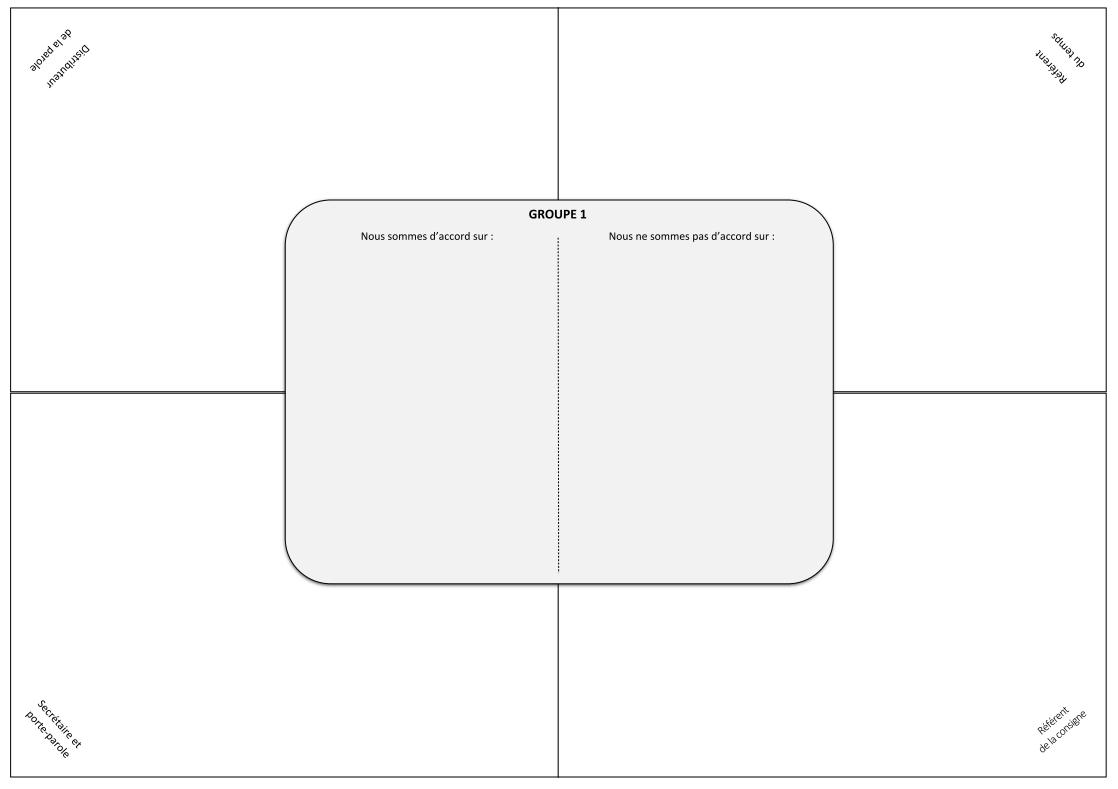 Distributeur
de la parole
Référent
du temps
GROUPE 1
Nous sommes d’accord sur :
Nous ne sommes pas d’accord sur :
Secrétaire et
porte-parole
Référent
de la consigne